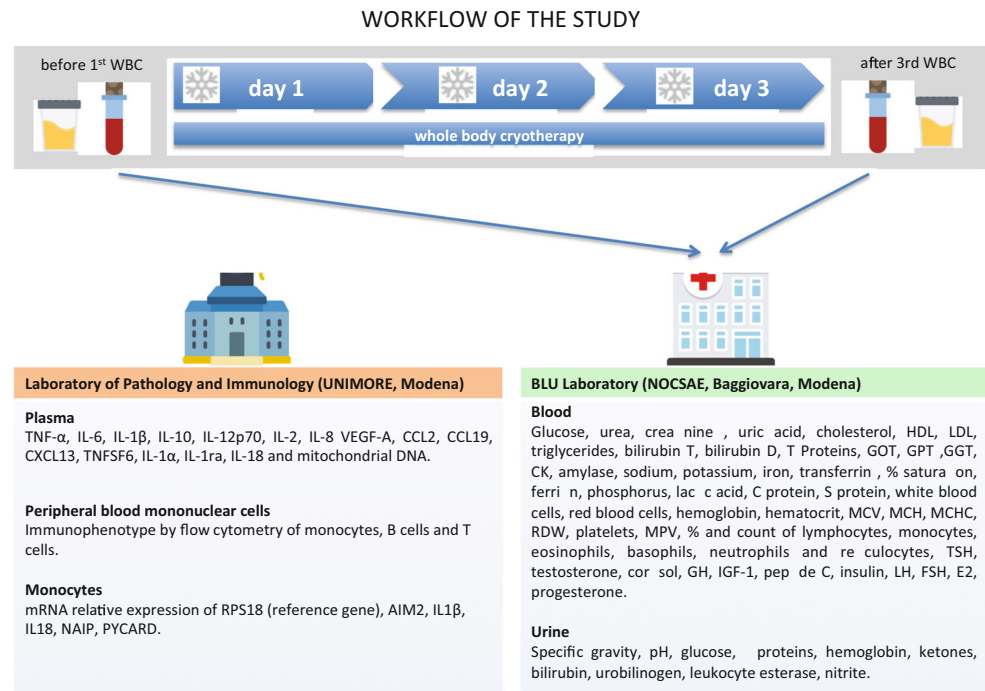 WORKFLOW OF THE STUDY
before 1st WBC
day 1
day 2
day 3
after 3rd WBC
whole body cryotherapy
Laboratory of Pathology and Immunology (UNIMORE, Modena)
Plasma
TNF-α, IL-6, IL-1β, IL-10, IL-12p70, IL-2, IL-8 VEGF-A, CCL2, CCL19,
CXCL13, TNFSF6, IL-1α, IL-1ra, IL-18 and mitochondrial DNA.
Peripheral blood mononuclear cells
Immunophenotype by flow cytometry of monocytes, B cells and T
cells.
Monocytes
mRNA relative expression of RPS18 (reference gene), AIM2, IL1β,
IL18, NAIP, PYCARD.
BLU Laboratory (NOCSAE, Baggiovara, Modena)
Blood
Glucose, urea, crea nine , uric acid, cholesterol, HDL, LDL,
triglycerides, bilirubin T, bilirubin D, T Proteins, GOT, GPT ,GGT,
CK, amylase, sodium, potassium, iron, transferrin , % satura on,
ferri n, phosphorus, lac c acid, C protein, S protein, white blood
cells, red blood cells, hemoglobin, hematocrit, MCV, MCH, MCHC,
RDW, platelets, MPV, % and count of lymphocytes, monocytes,
eosinophils, basophils, neutrophils and re culocytes, TSH,
testosterone, cor sol, GH, IGF-1, pep de C, insulin, LH, FSH, E2,
progesterone.
Urine
Specific gravity, pH, glucose, proteins, hemoglobin, ketones,
bilirubin, urobilinogen, leukocyte esterase, nitrite.